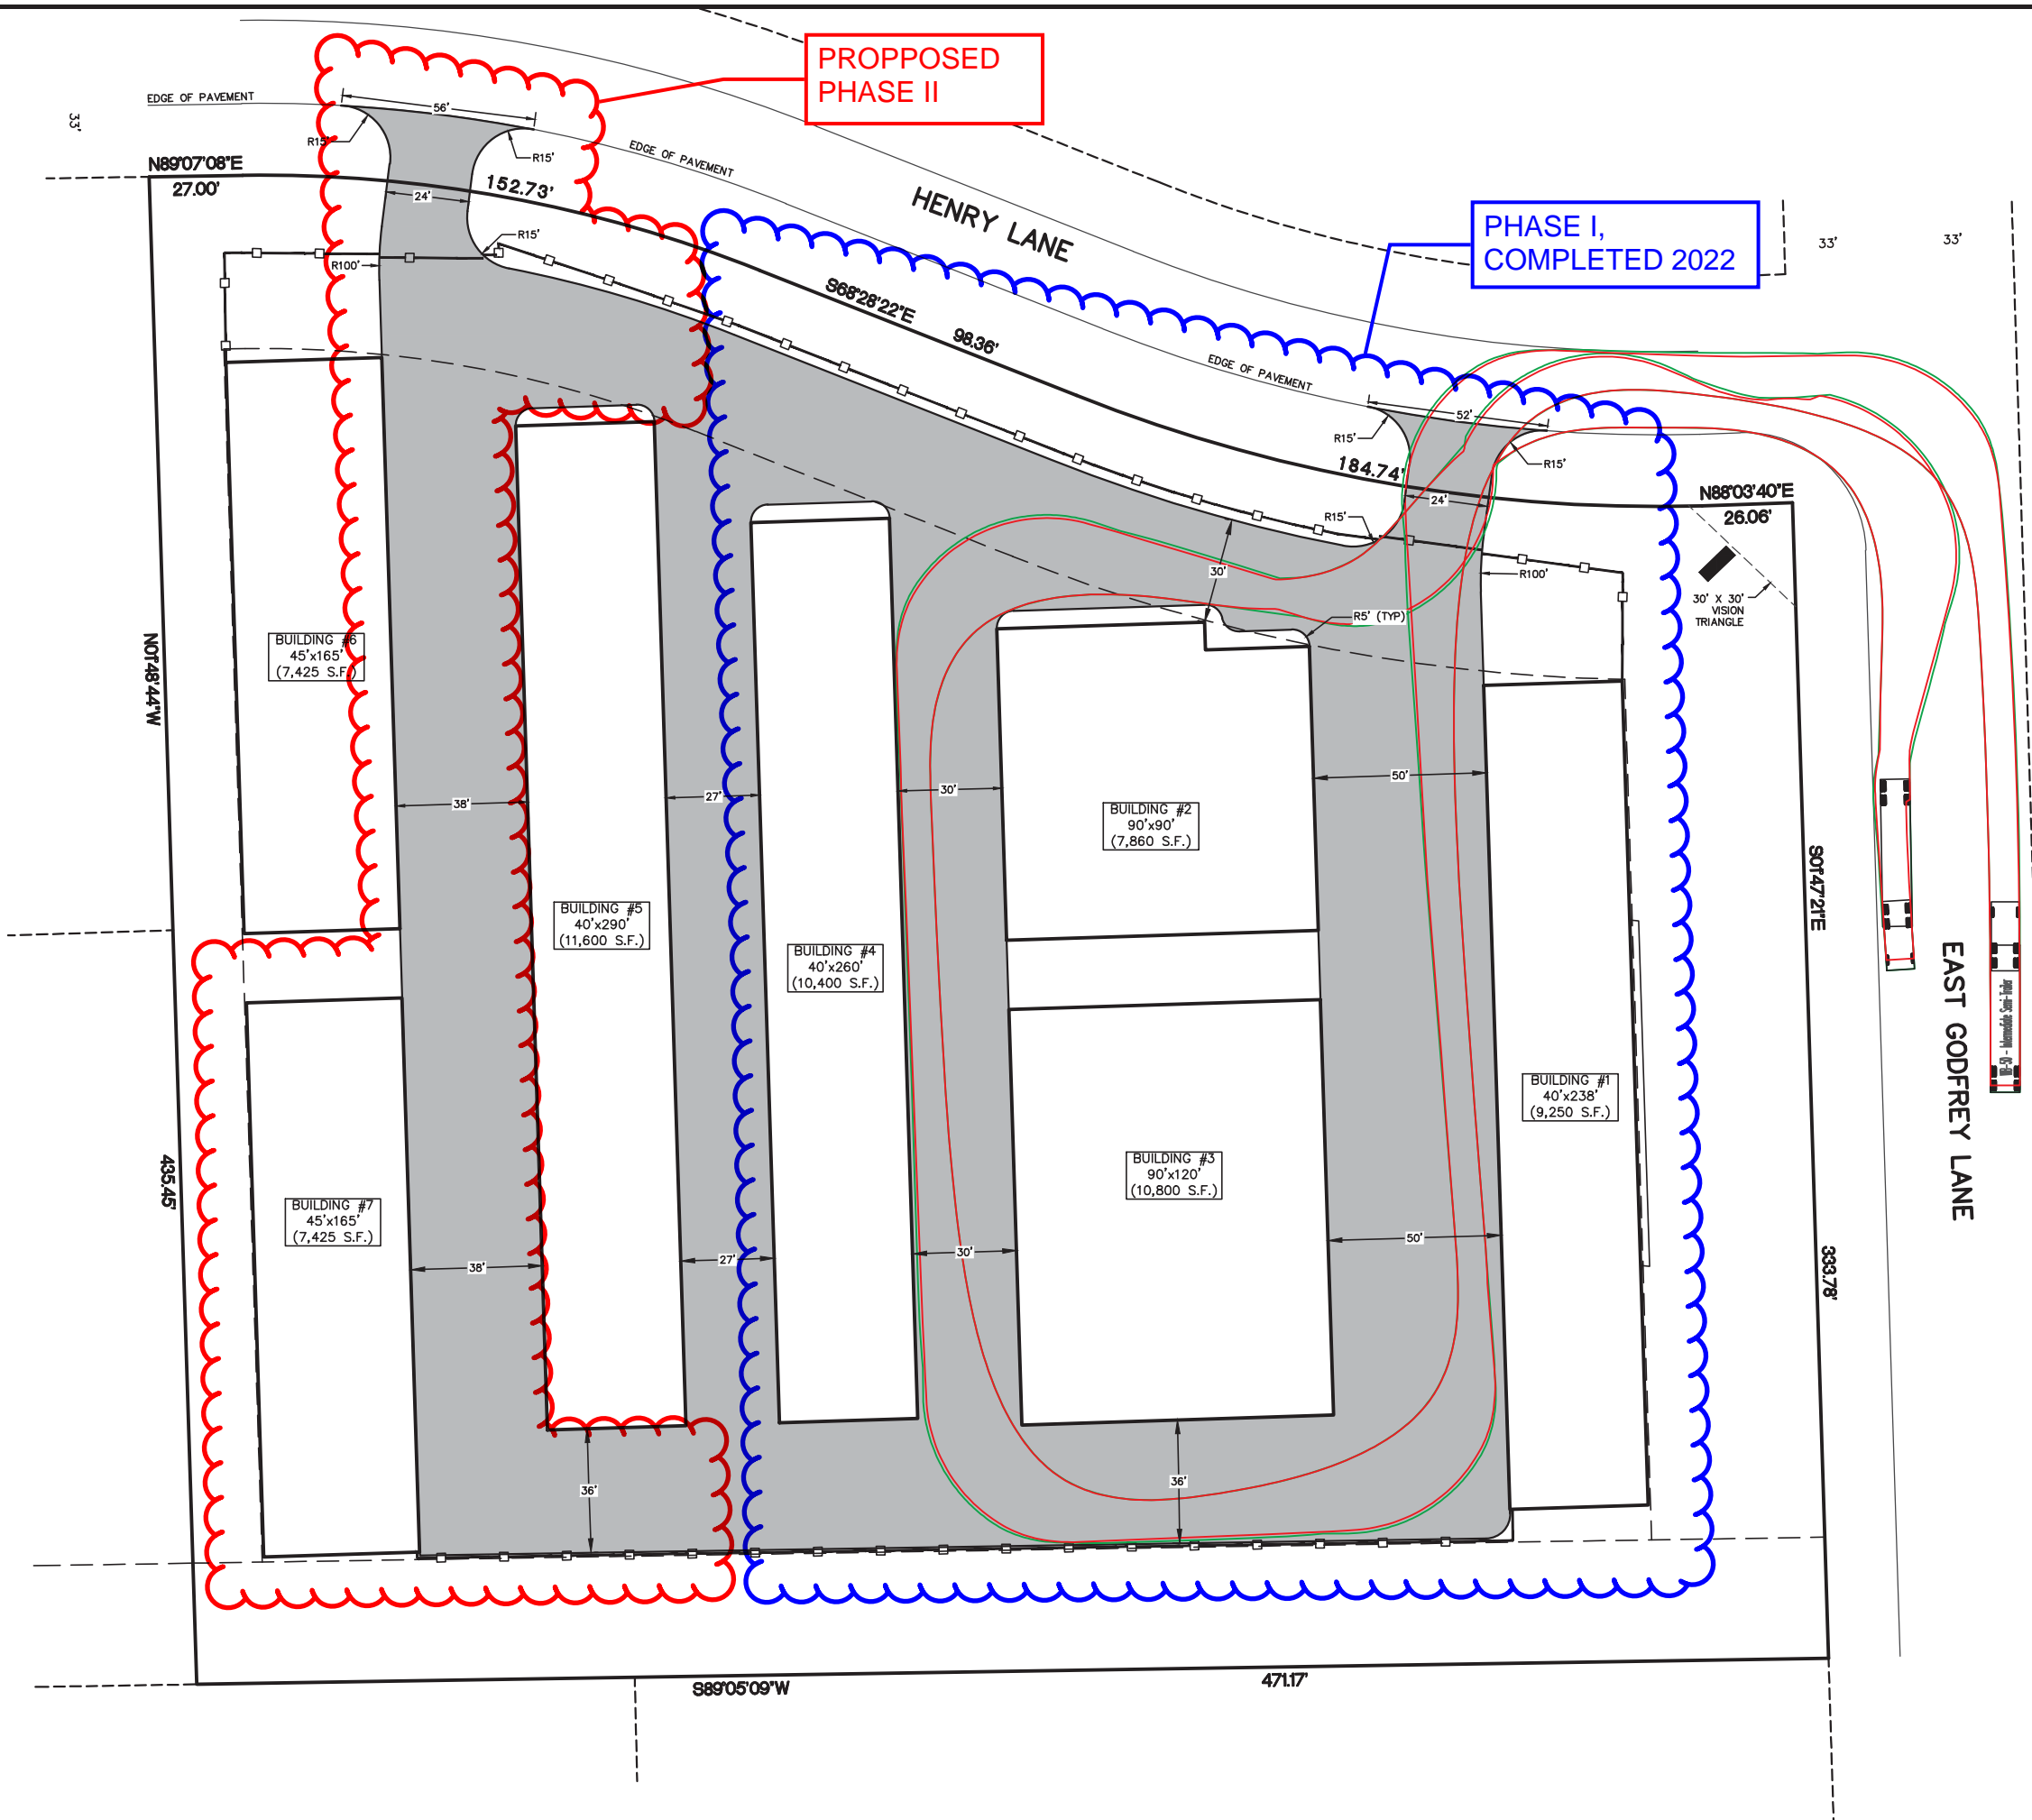 PROPPOSED
PHASE II
EDGE OF PAVEMENT
33'
56'
R15'
R15'
EDGE OF PAVEMENT
N89°07'08"E
27.00'
152.73'
24'
R15'
R100'
HENRY LANE
PHASE I,
COMPLETED 2022
33'
33'
S68°28'22"E
98.36'
EDGE OF PAVEMENT
52'
R15'
R15'
184.74'
24'
R15'
N88°03'40"E
26.06'
R100'
30'
R5' (TYP)
30' X 30'
VISION
TRIANGLE
N01°48'44"W
BUILDING #6
45'x165'
(7,425 S.F.)
38'
27'
30'
50'
BUILDING #2
90'x90'
(7,860 S.F.)
S01°47'21"E
BUILDING #5
40'x290'
(11,600 S.F.)
BUILDING #4
40'x260'
(10,400 S.F.)
EAST GODFREY LANE
BUILDING #1
40'x238'
(9,250 S.F.)
435.45'
BUILDING #7
45'x165'
(7,425 S.F.)
BUILDING #3
90'x120'
(10,800 S.F.)
38'
27'
30'
50'
333.78'
36'
36'
S89°05'09"W
471.17'